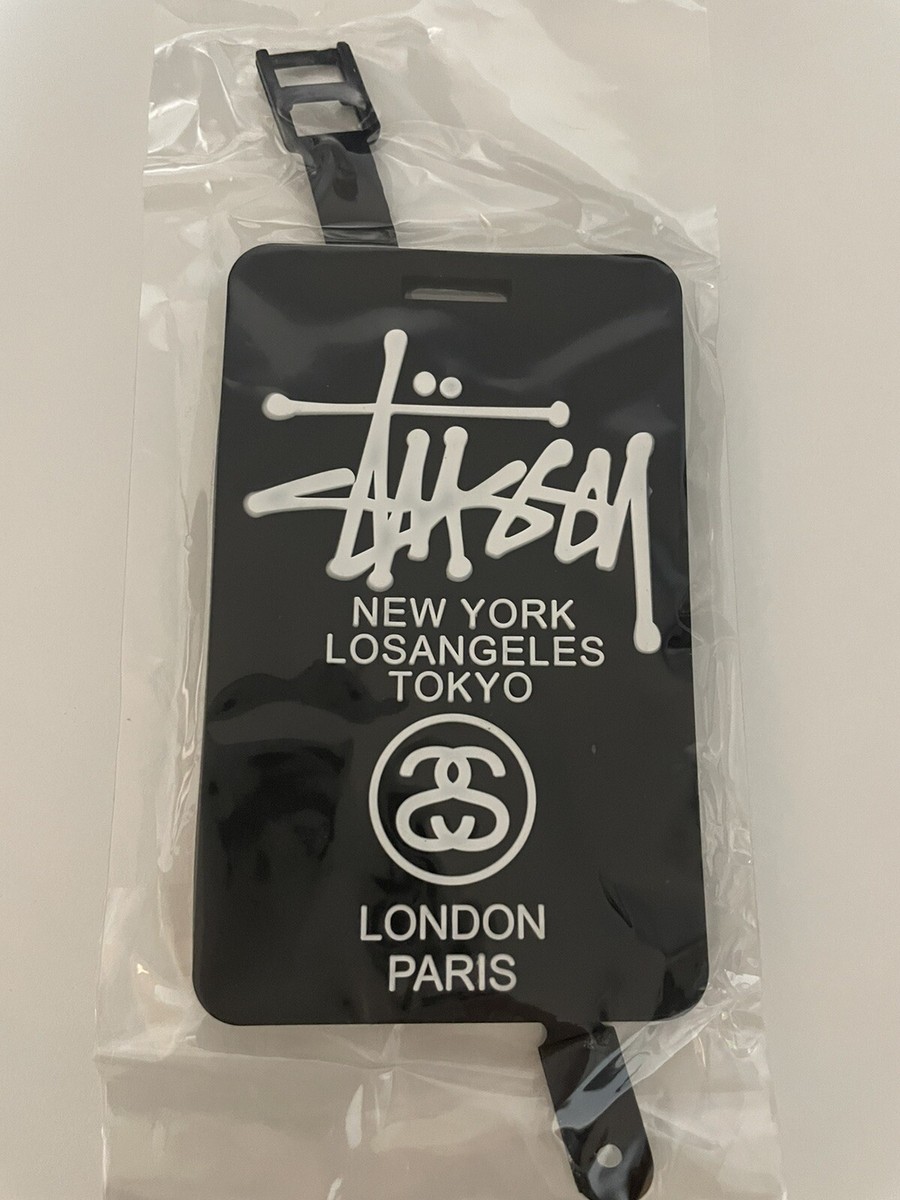 Stüssy
NEW YORK
LOSANGELES
TOKYO
LONDON
PARIS